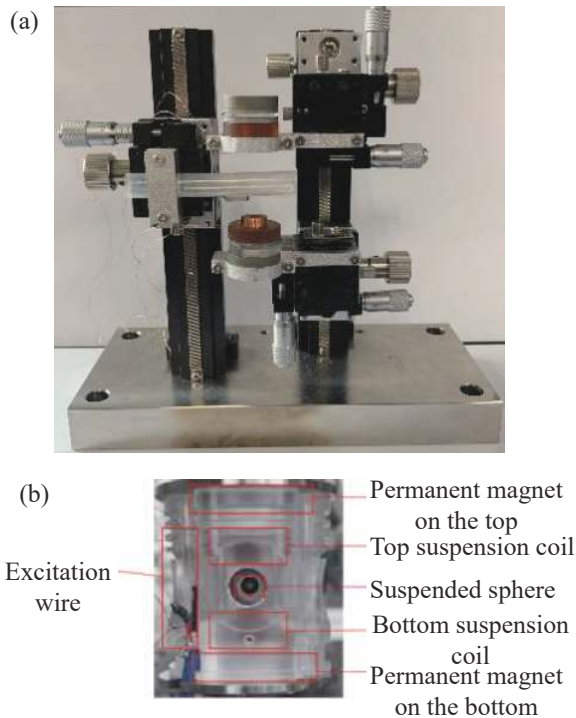 (a)
(b)
Permanent magnet
on the top
Top suspension coil
Excitation
wire
Suspended sphere
Bottom suspension
coil
Permanent magnet
on the bottom